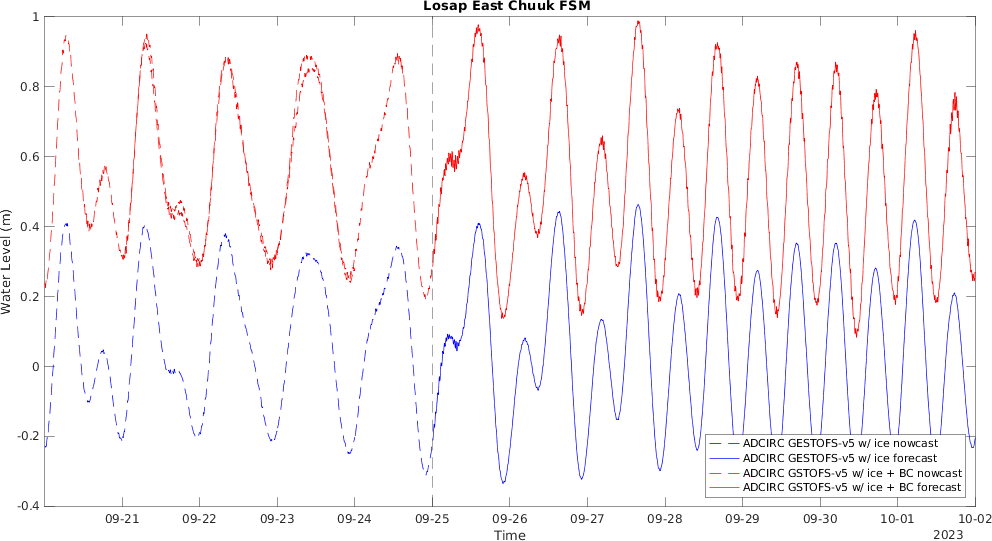 Losap East Chuuk FSM
Water Level (m)
1
0.8
0.6
0.4
0.2
0
-0.2
-0.4
ADCIRC GESTOFS-v5 w/ ice nowcast
ADCIRC GESTOFS-v5 w/ ice forecast
ADCIRC GSTOFS-v5 w/ ice + BC nowcast
ADCIRC GSTOFS-v5 w/ ice + BC forecast
09-21 09-22 09-23 09-24 09-25 09-26 09-27 09-28 09-29 09-30 10-01 10-02
Time
2023